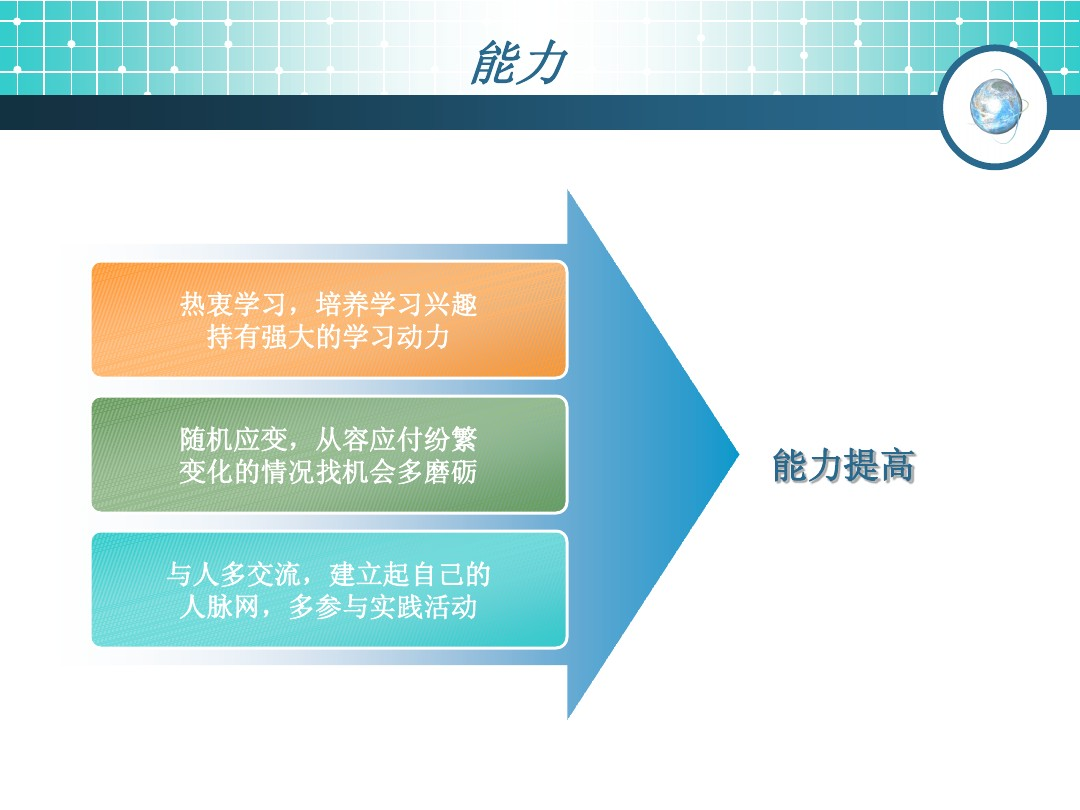 能力
热衷学习，培养学习兴趣
持有强大的学习动力
随机应变，从容应付纷繁
变化的情况找机会多磨砺
与人多交流，建立起自己的
人脉网，多参与实践活动
能力提高